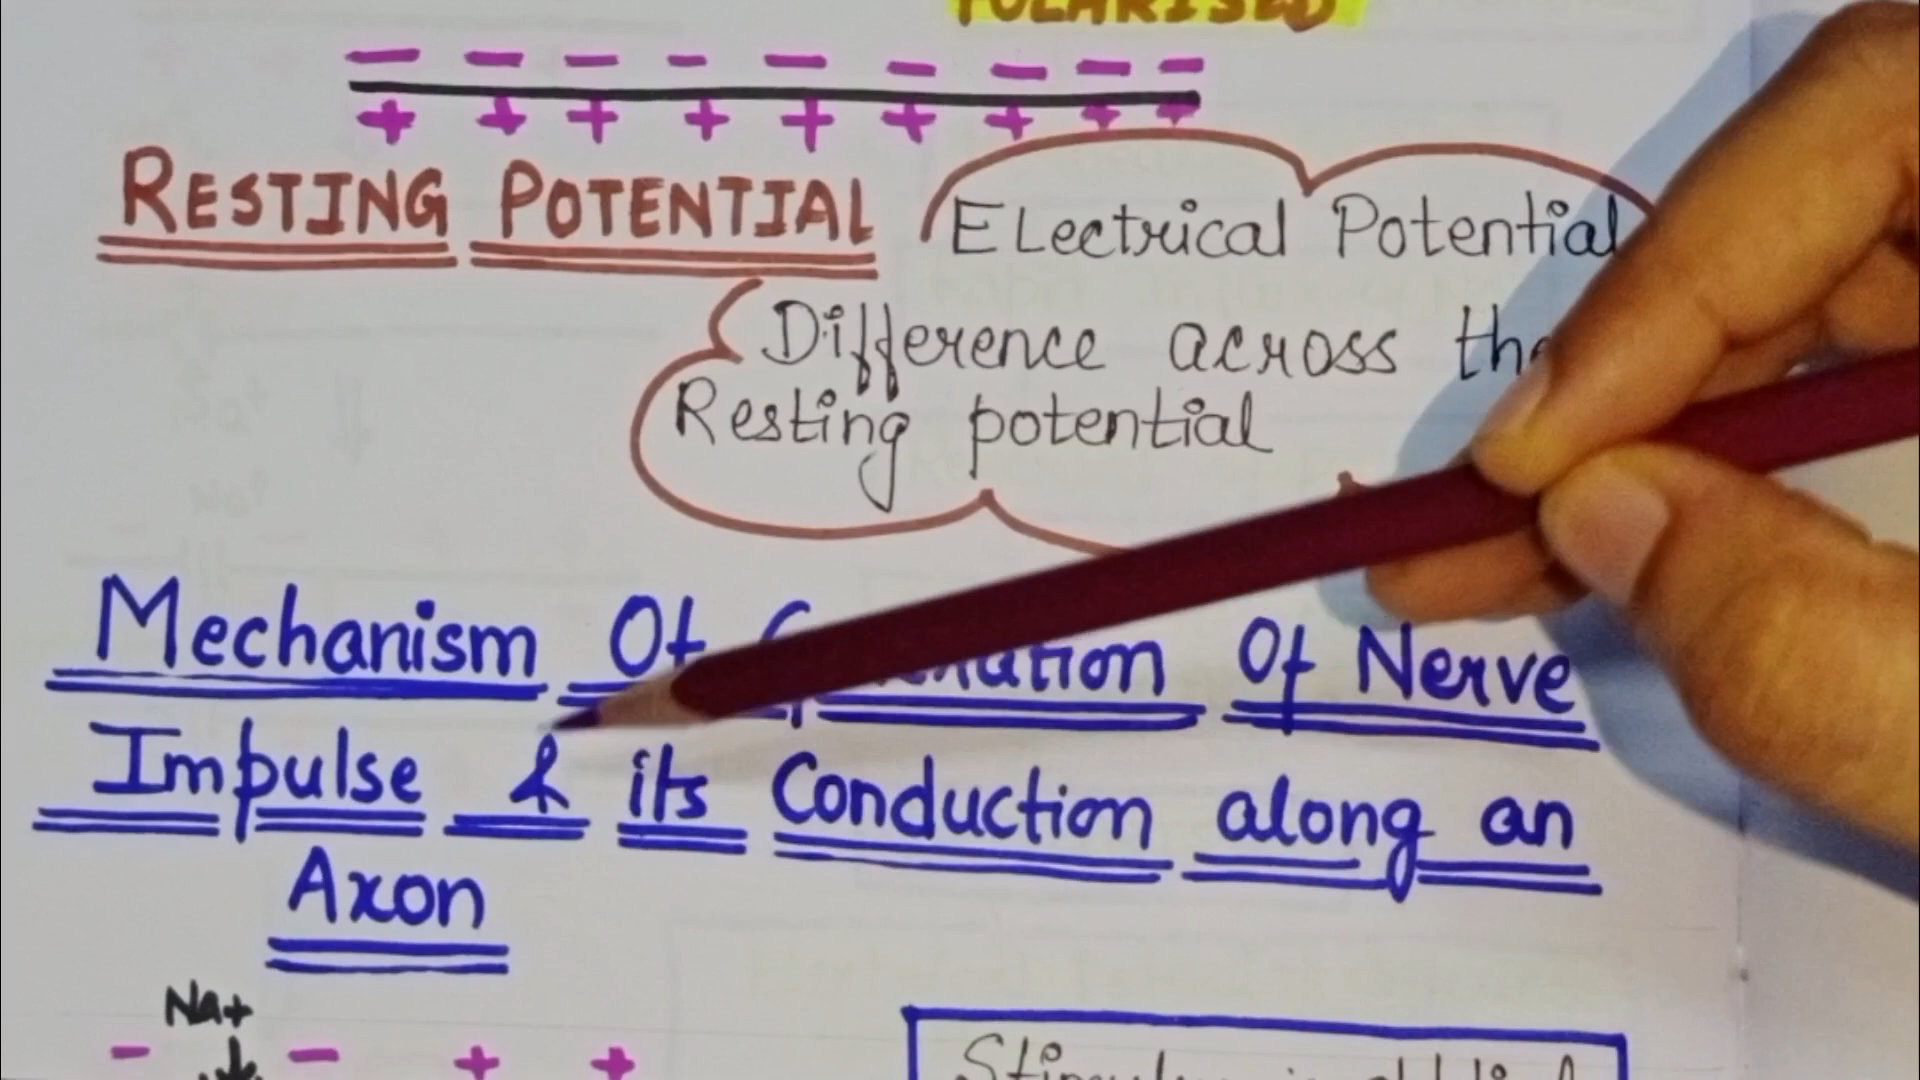 POLARISED
− − − − − − − − −
+ + + + + + + + +
RESTING POTENTIAL
Electrical Potential
Difference across the
Resting potential
Mechanism Of Of Nerve
Impulse & its Conduction along an
Axon
Na+
− − + +